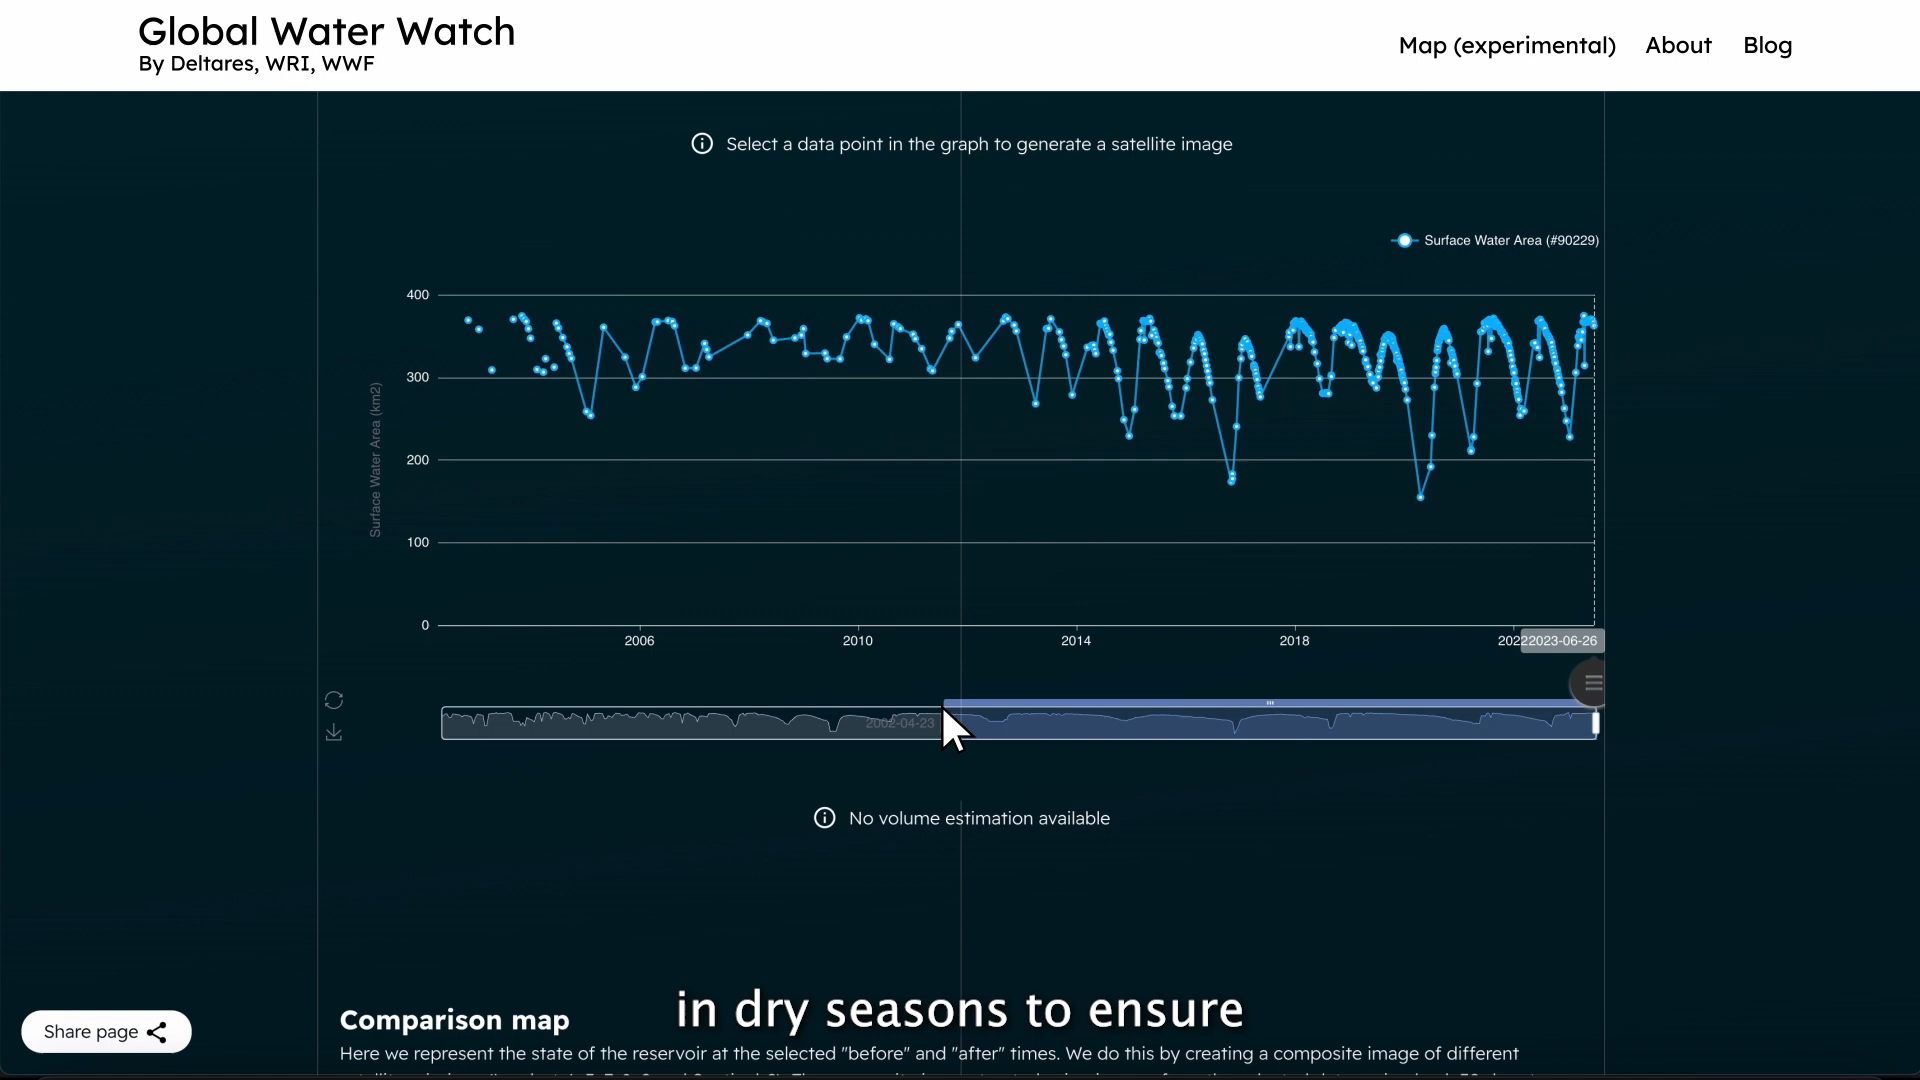 Global Water Watch
By Deltares, WRI, WWF
Map (experimental) About Blog
Select a data point in the graph to generate a satellite image
Surface Water Area (#90229)
400
300
200
100
0
Surface Water Area (km2)
2006 2010 2014 2018 2022 2023-06-26
2002-04-23
No volume estimation available
in dry seasons to ensure
Comparison map
Share page
Here we represent the state of the reservoir at the selected "before" and "after" times. We do this by creating a composite image of different